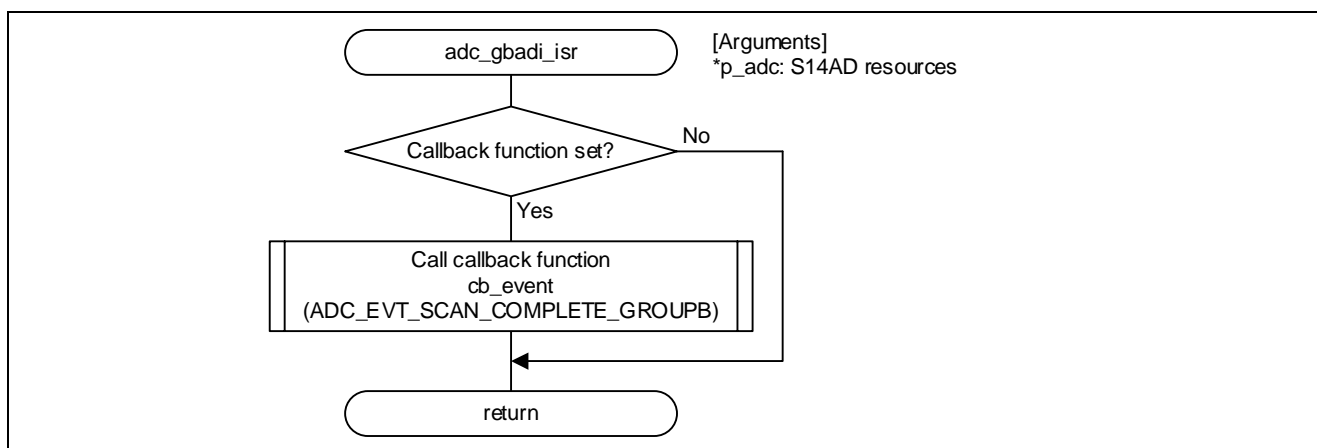 adc_gbadi_isr
[Arguments]
*p_adc: S14AD resources
Callback function set?
No
Yes
Call callback function
cb_event
(ADC_EVT_SCAN_COMPLETE_GROUPB)
return